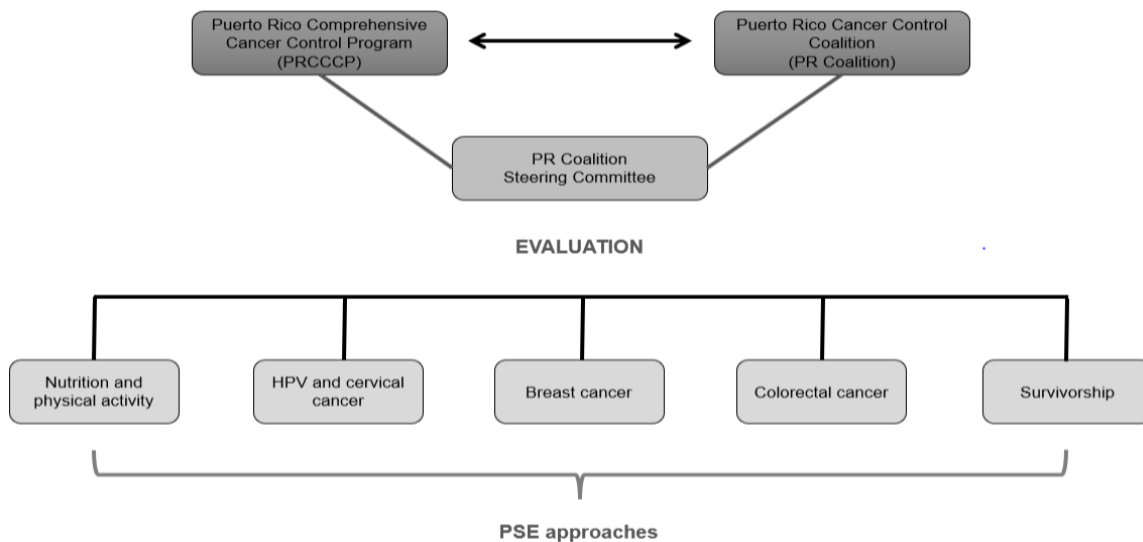 Puerto Rico Comprehensive
Cancer Control Program
(PRCCCP)
Puerto Rico Cancer Control
Coalition
(PR Coalition)
PR Coalition
Steering Committee
EVALUATION
Nutrition and
physical activity
HPV and cervical
cancer
Breast cancer
Colorectal cancer
Survivorship
PSE approaches